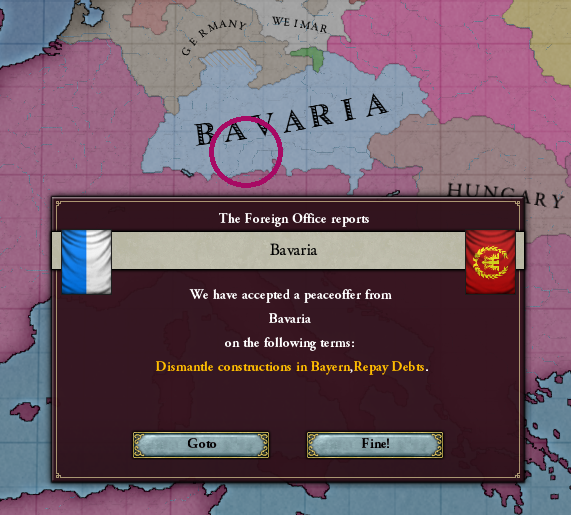 GERMANY
WEIMAR
BAVARIA
HUNGARY
The Foreign Office reports
Bavaria
We have accepted a peaceoffer from
Bavaria
on the following terms:
Dismantle constructions in Bayern,Repay Debts.
Goto
Fine!